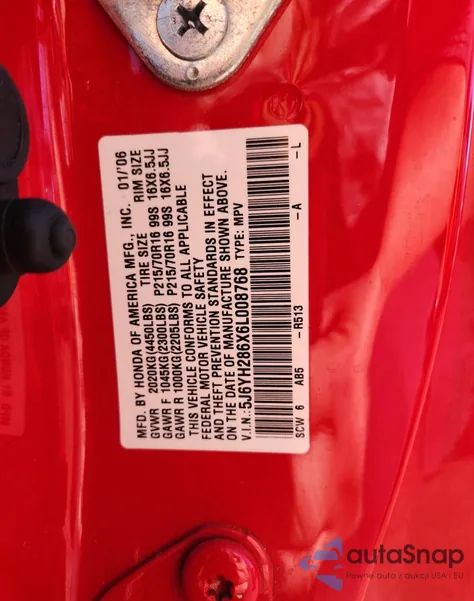 MFD. BY HONDA OF AMERICA MFG., INC. 01/'06
TIRE SIZE RIM SIZE
GVWR 2020KG(4450LBS)
GAWR F 1045KG(2300LBS) P215/70R16 99S 16X6.5JJ
GAWR R 1000KG(2205LBS) P215/70R16 99S 16X6.5JJ
THIS VEHICLE CONFORMS TO ALL APPLICABLE
FEDERAL MOTOR VEHICLE SAFETY
AND THEFT PREVENTION STANDARDS IN EFFECT
ON THE DATE OF MANUFACTURE SHOWN ABOVE.
V.I.N.: 5J6YH286X6L008768 TYPE: MPV
SCW 6 AB5 -R513 -A -L
autaSnap
Pewne auta z aukcji USA i EU